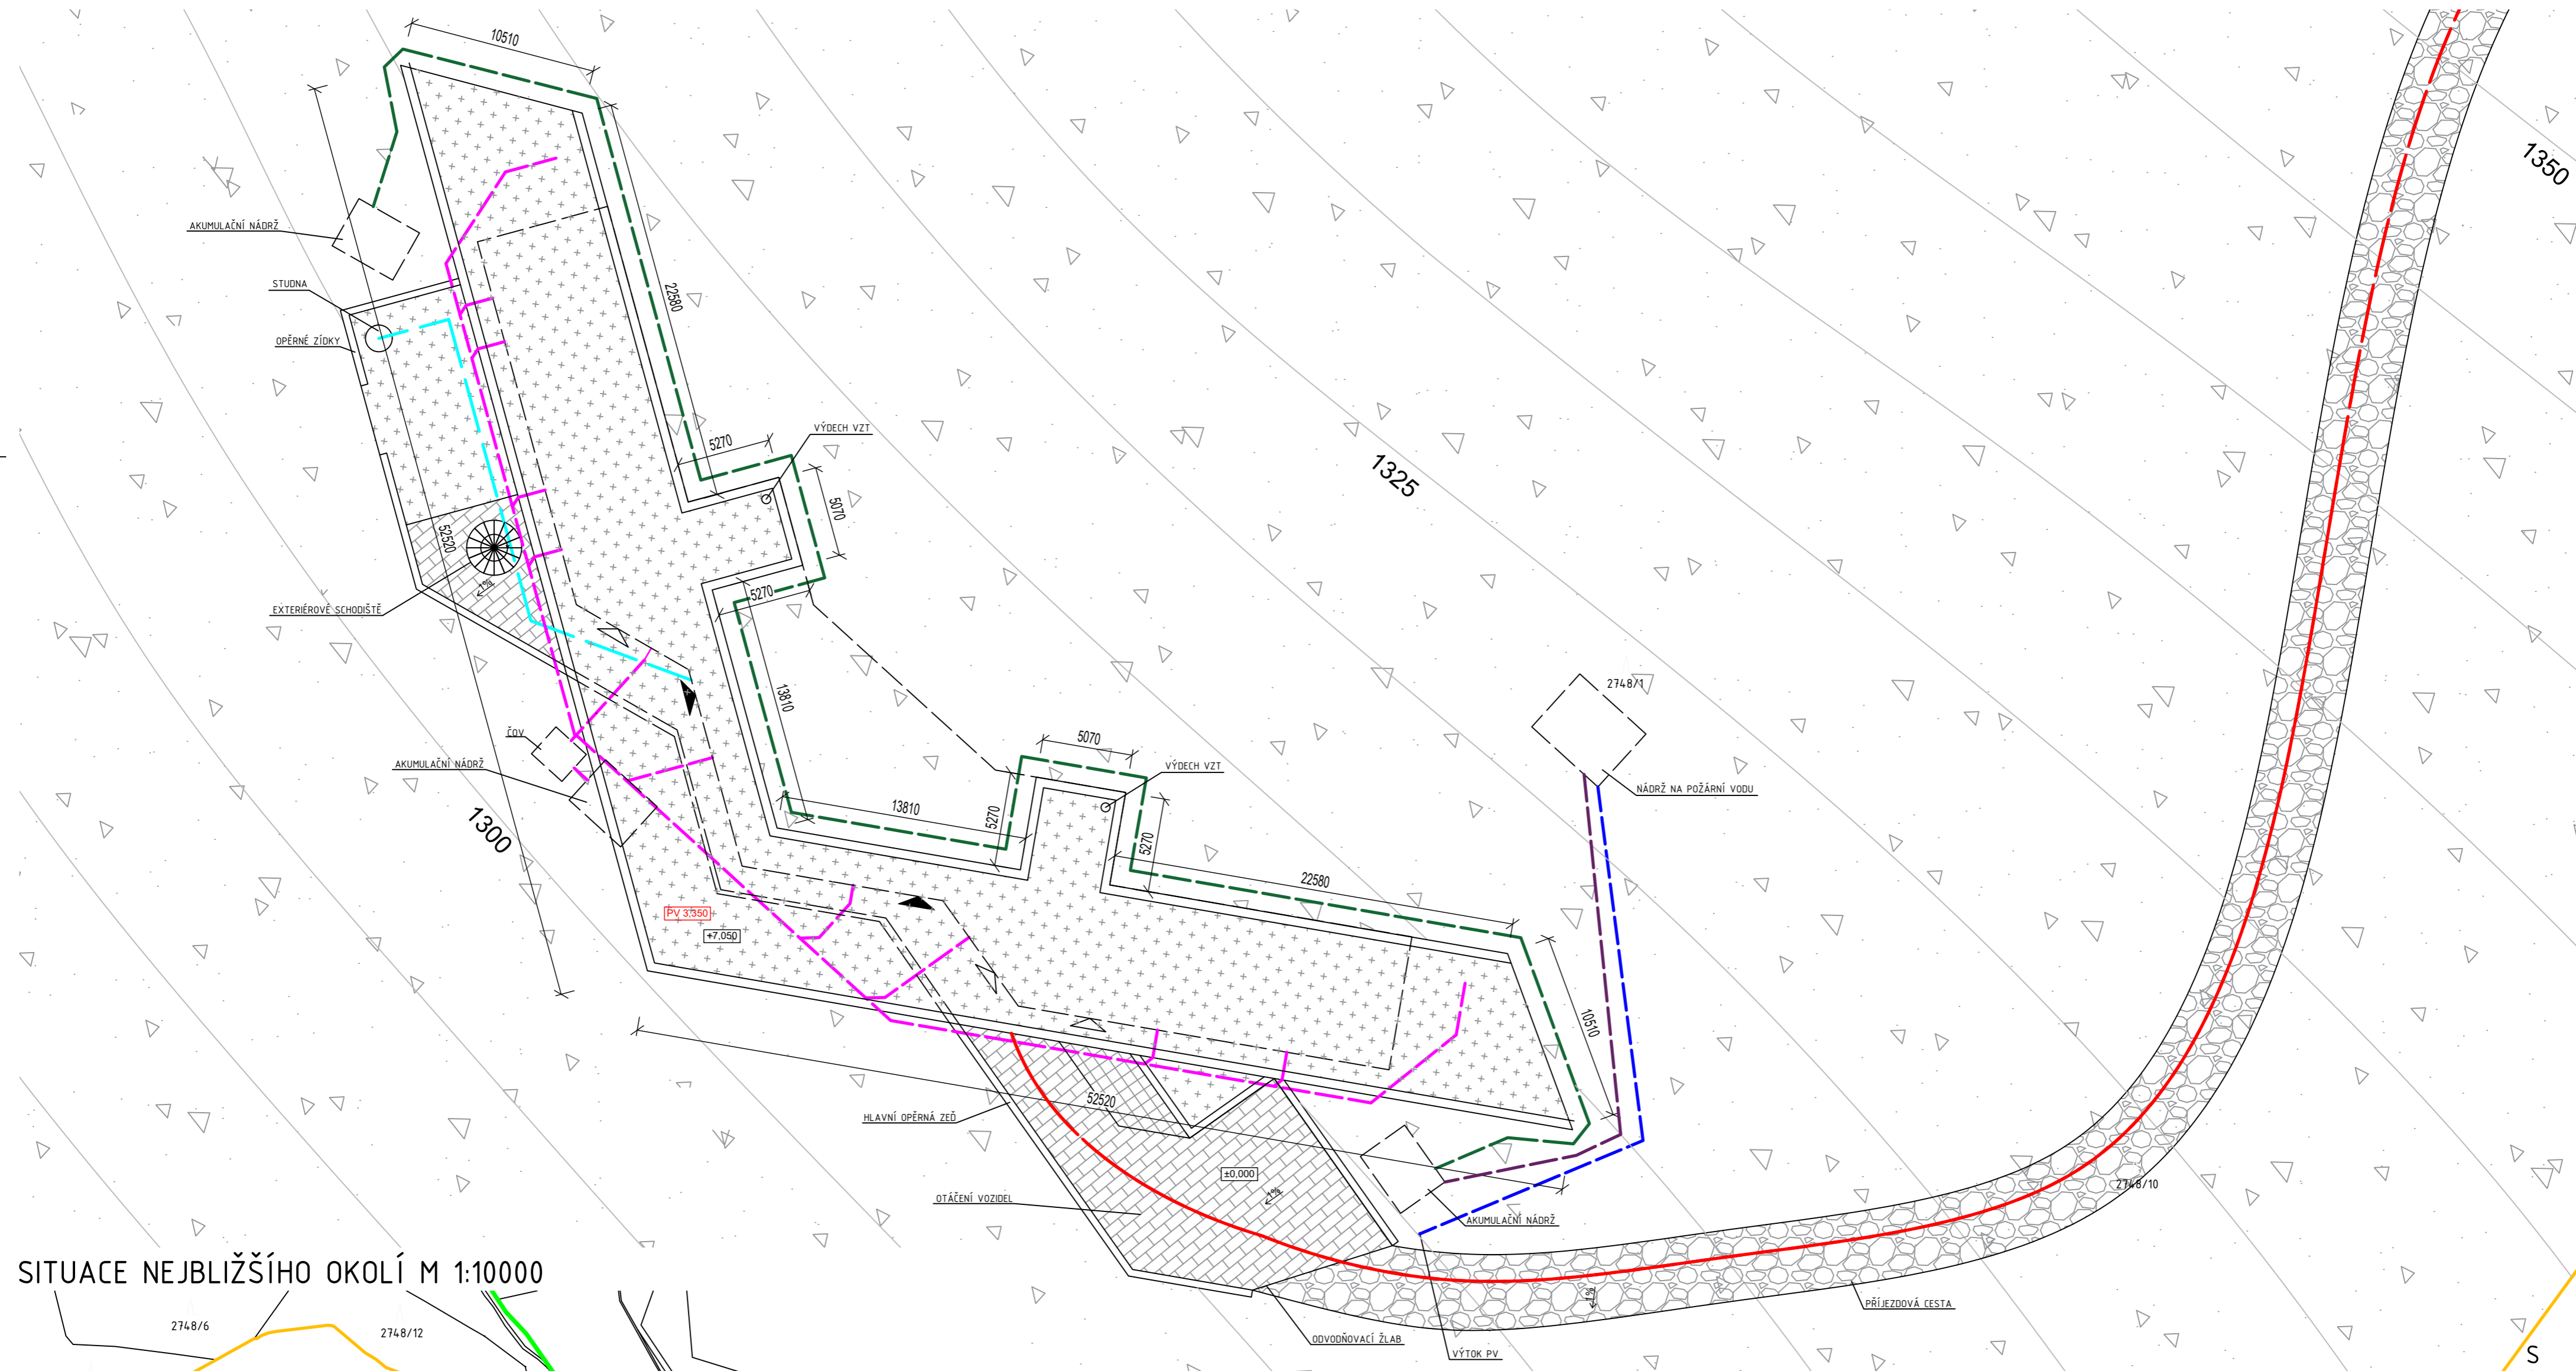 10510
1350
AKUMULAČNÍ NÁDRŽ
STUDNA
22580
OPĚRNÉ ZÍDKY
VÝDECH VZT
5270
1325
5070
52520
1%
5270
EXTERIÉROVÉ SCHODIŠTĚ
2748/1
13810
ČOV
5070
AKUMULAČNÍ NÁDRŽ
VÝDECH VZT
NÁDRŽ NA POŽÁRNÍ VODU
13810
5270
1300
5270
22580
PV 3,350
+7,050
10510
52520
HLAVNÍ OPĚRNÁ ZEĎ
±0,000
2748/10
1%
OTÁČENÍ VOZIDEL
AKUMULAČNÍ NÁDRŽ
SITUACE NEJBLIŽŠÍHO OKOLÍ M 1:10000
1%
PŘÍJEZDOVÁ CESTA
2748/6
2748/12
ODVODŇOVACÍ ŽLAB
VÝTOK PV
S